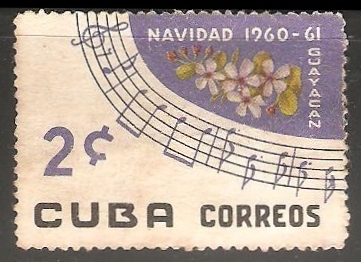 NAVIDAD 1960-61
GUAYACAN
2¢
CUBA CORREOS